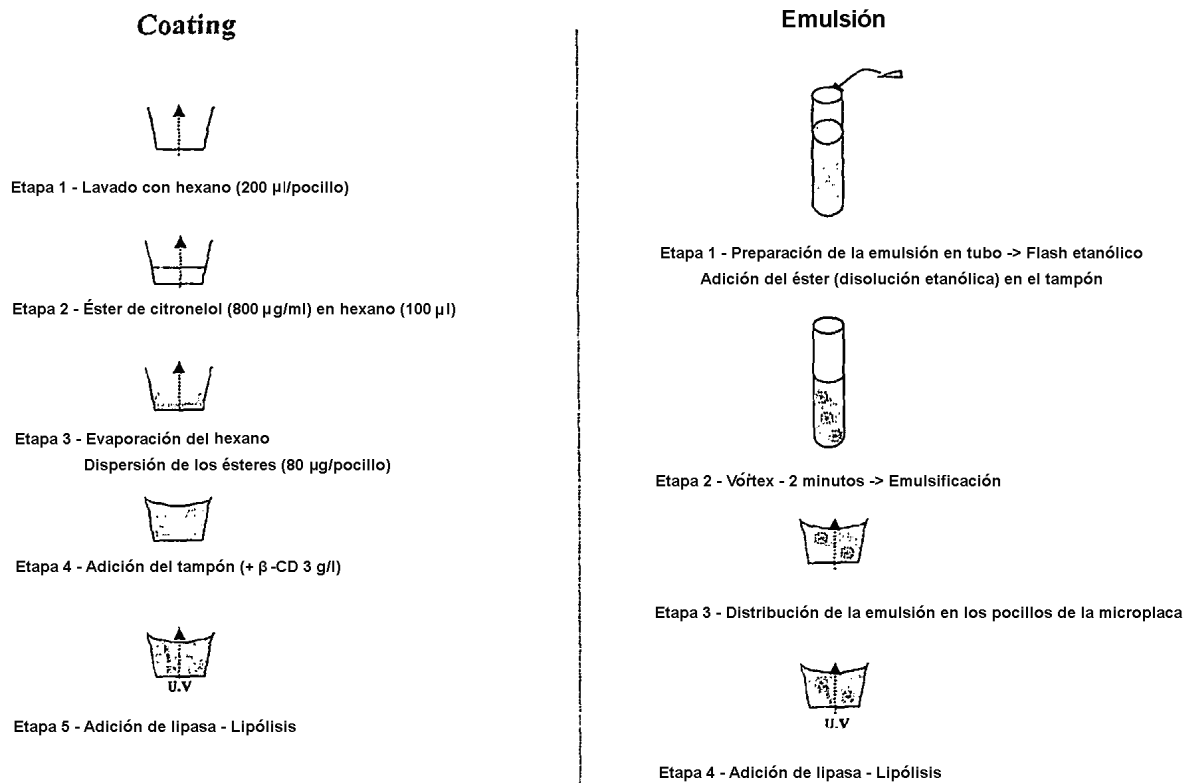 Coating
Etapa 1 - Lavado con hexano (200 µl/pocillo)
Etapa 2 - Éster de citronelol (800 µg/ml) en hexano (100 µl)
Etapa 3 - Evaporación del hexano
Dispersión de los ésteres (80 µg/pocillo)
Etapa 4 - Adición del tampón (+ β -CD 3 g/l)
U.V
Etapa 5 - Adición de lipasa - Lipólisis
Emulsión
Etapa 1 - Preparación de la emulsión en tubo -> Flash etanólico
Adición del éster (disolución etanólica) en el tampón
Etapa 2 - Vórtex - 2 minutos -> Emulsificación
Etapa 3 - Distribución de la emulsión en los pocillos de la microplaca
U.V
Etapa 4 - Adición de lipasa - Lipólisis